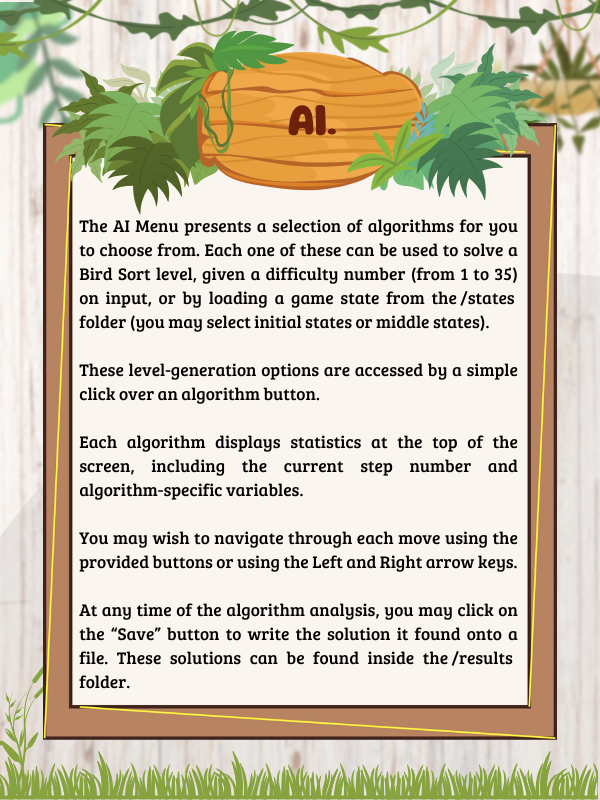 AI.
The AI Menu presents a selection of algorithms for you
to choose from. Each one of these can be used to solve a
Bird Sort level, given a difficulty number (from 1 to 35)
on input, or by loading a game state from the /states
folder (you may select initial states or middle states).
These level-generation options are accessed by a simple
click over an algorithm button.
Each algorithm displays statistics at the top of the
screen, including the current step number and
algorithm-specific variables.
You may wish to navigate through each move using the
provided buttons or using the Left and Right arrow keys.
At any time of the algorithm analysis, you may click on
the “Save” button to write the solution it found onto a
file. These solutions can be found inside the /results
folder.